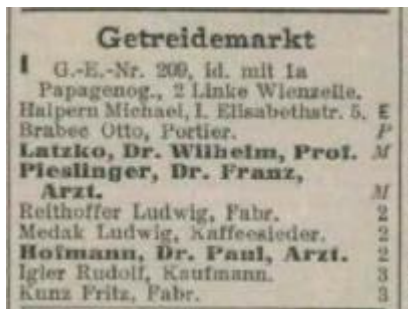 Getreidemarkt
1 G.-E.-Nr. 209, id. mit 1a
Papagenog., 2 Linke Wienzeile.
Halpern Michael, I. Elisabethstr. 5. E
Brabec Otto, Portier. P
Latzko, Dr. Wilhelm, Prof. M
Pleslinger, Dr. Franz,
Arzt. M
Reithoffer Ludwig, Fabr. 2
Medak Ludwig, Kaffeesieder. 2
Hofmann, Dr. Paul, Arzt. 2
Igler Rudolf, Kaufmann. 3
Kunz Fritz, Fabr. 3